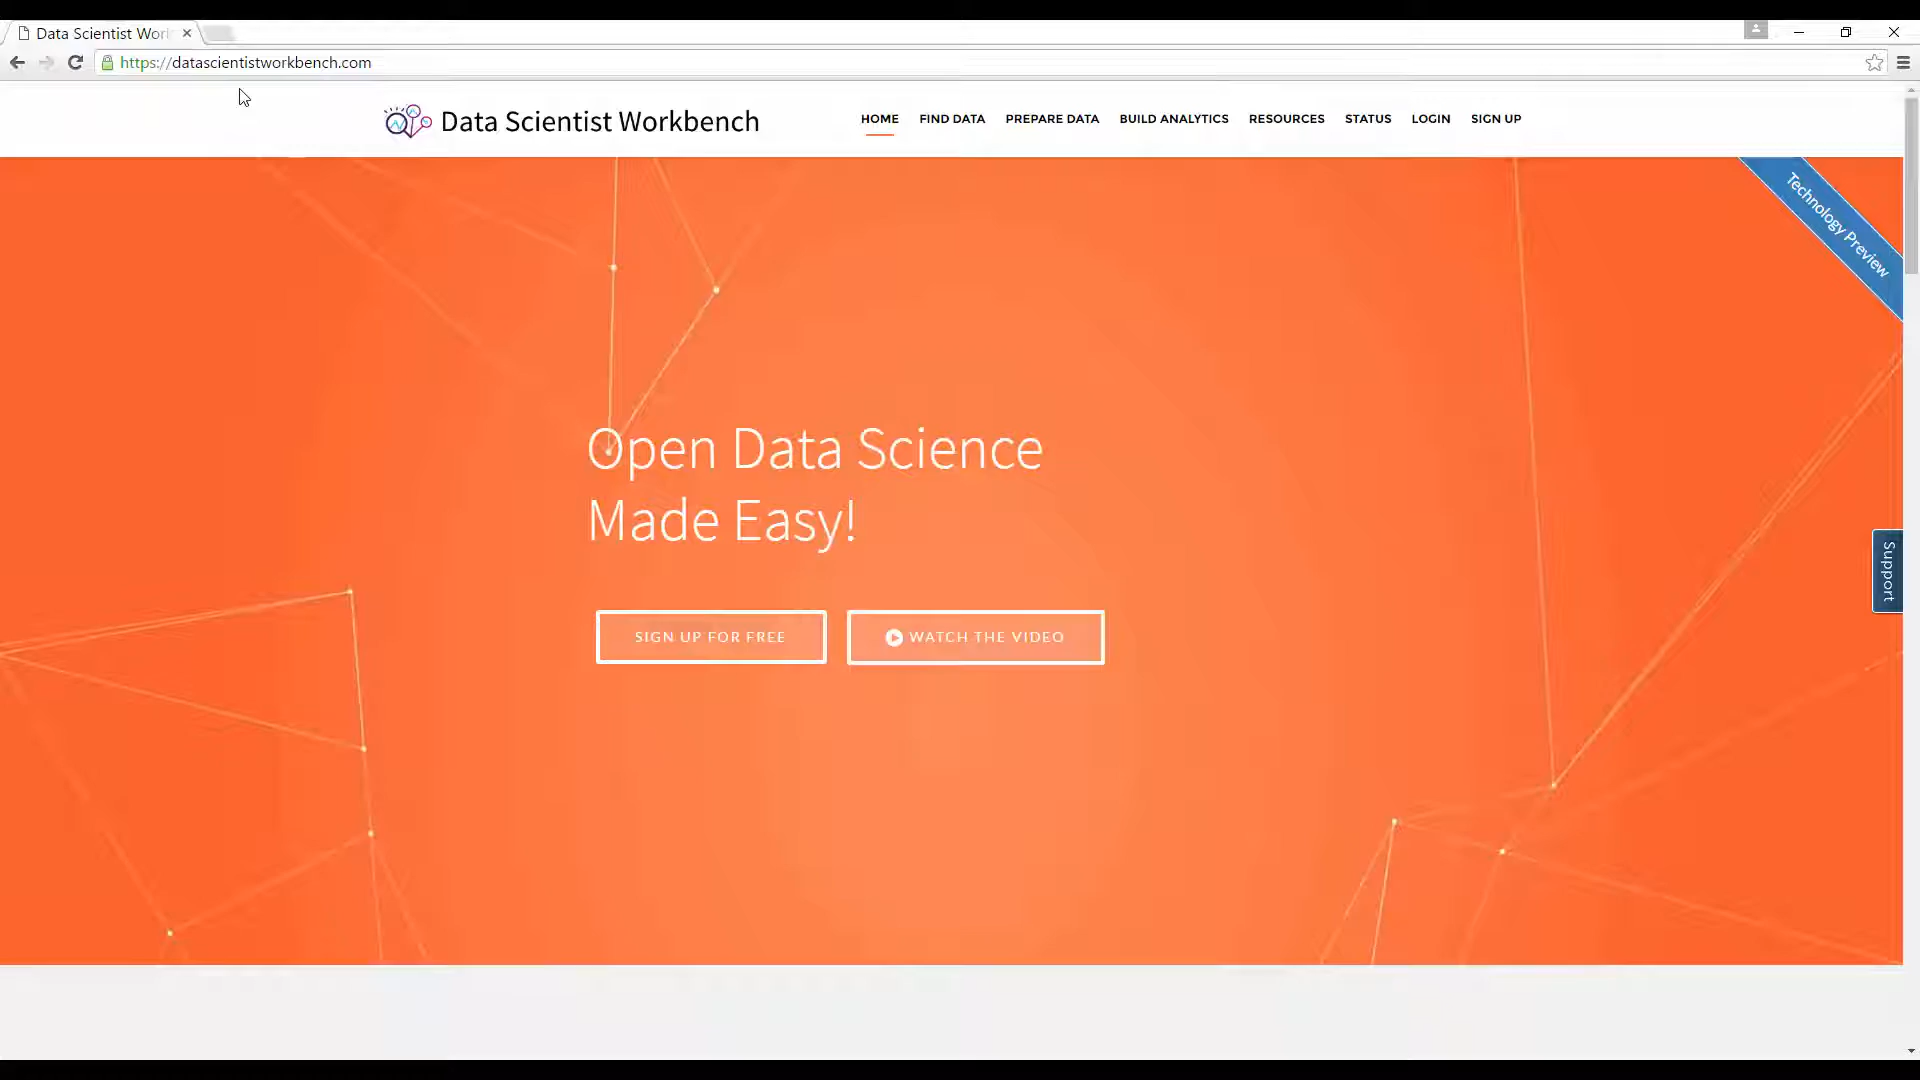 Data Scientist Wor
https://datascientistworkbench.com
Data Scientist Workbench
HOME FIND DATA PREPARE DATA BUILD ANALYTICS RESOURCES STATUS LOGIN SIGN UP
Technology Preview
Open Data Science
Made Easy!
SIGN UP FOR FREE WATCH THE VIDEO
Support